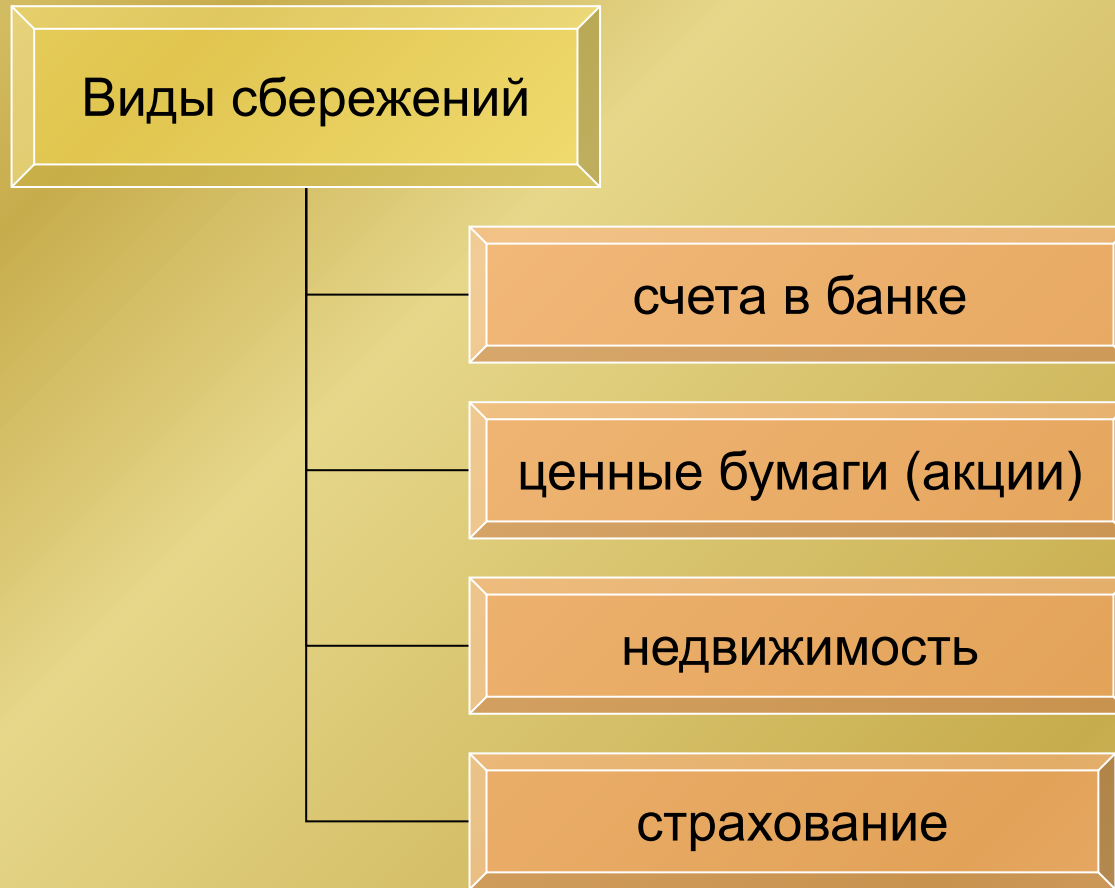 Виды сбережений
счета в банке
ценные бумаги (акции)
недвижимость
страхование